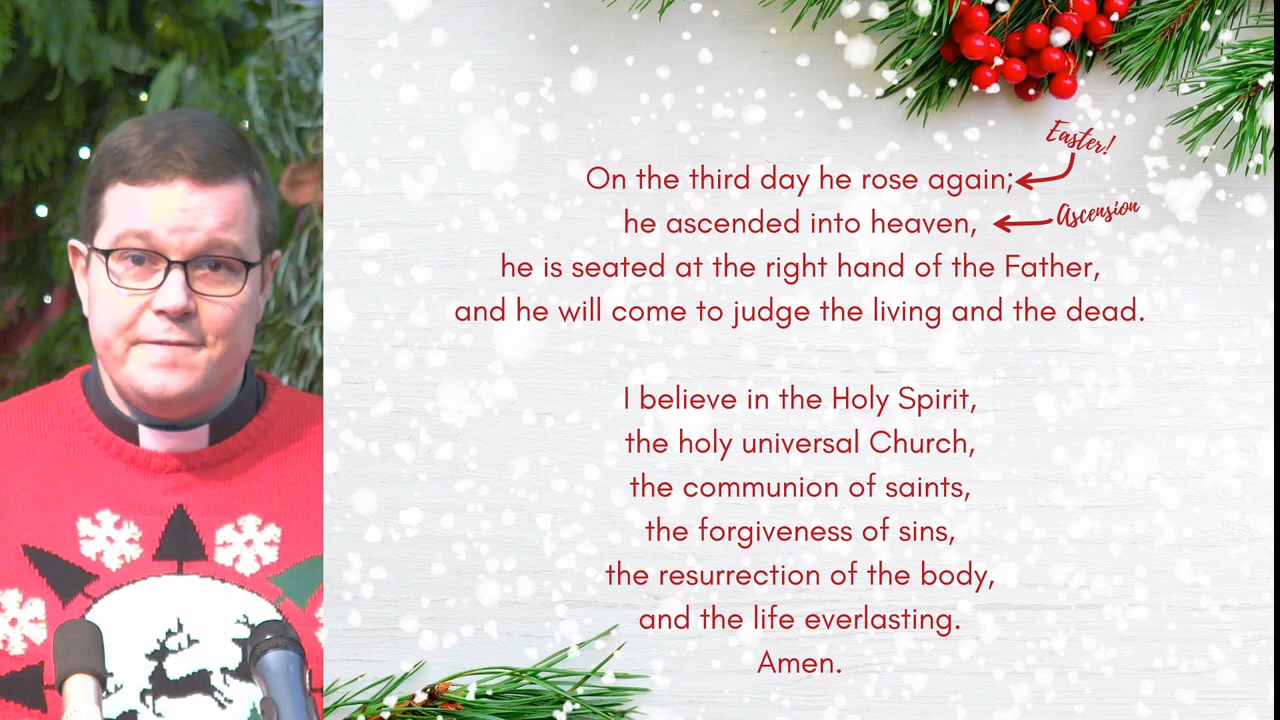 Easter!
On the third day he rose again;
he ascended into heaven,
Ascension
he is seated at the right hand of the Father,
and he will come to judge the living and the dead.
I believe in the Holy Spirit,
the holy universal Church,
the communion of saints,
the forgiveness of sins,
the resurrection of the body,
and the life everlasting.
Amen.